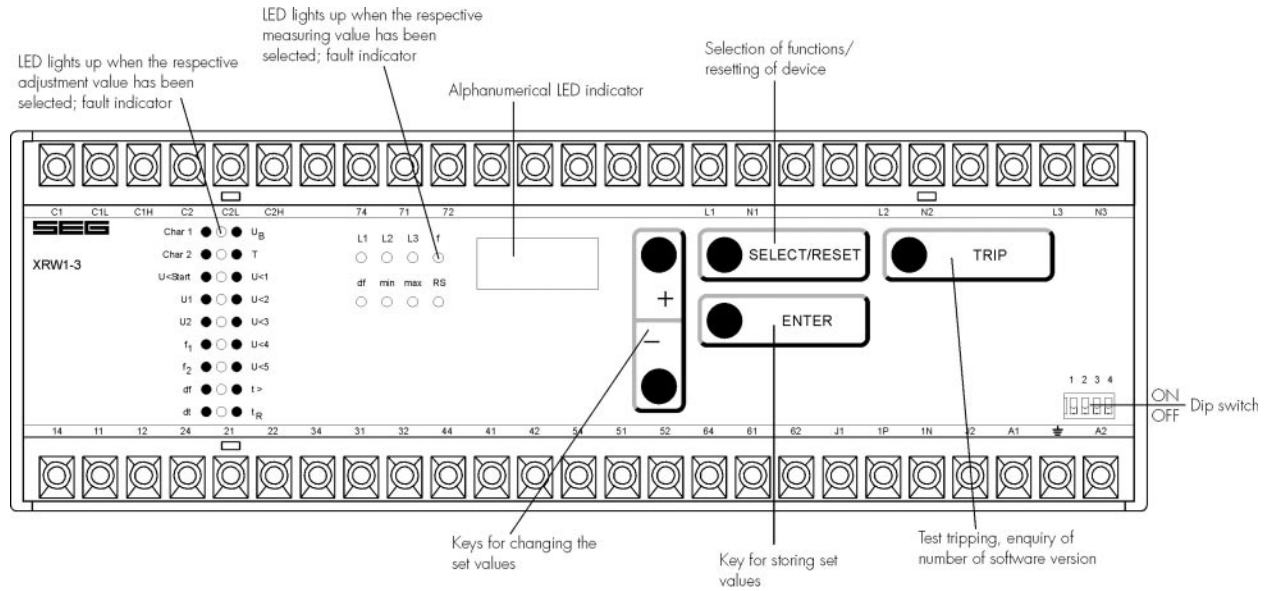 LED lights up when the respective
measuring value has been
selected; fault indicator
LED lights up when the respective
adjustment value has been
selected; fault indicator
Selection of functions/
resetting of device
Alphanumerical LED indicator
C1 C1L C1H C2 C2L C2H 74 71 72 L1 N1 L2 N2 L3 N3
SEG
XRW1-3
Char 1 UB
Char 2 T
U<Start U<1
U1 U<2
U2 U<3
f1 U<4
f2 U<5
df t>
dt tR
L1 L2 L3 f
df min max RS
+
−
SELECT/RESET
TRIP
ENTER
1 2 3 4
ON
OFF
Dip switch
14 11 12 24 21 22 34 31 32 44 41 42 54 51 52 64 61 62 J1 1P 1N J2 A1 A2
Keys for changing the
set values
Key for storing set
values
Test tripping, enquiry of
number of software version